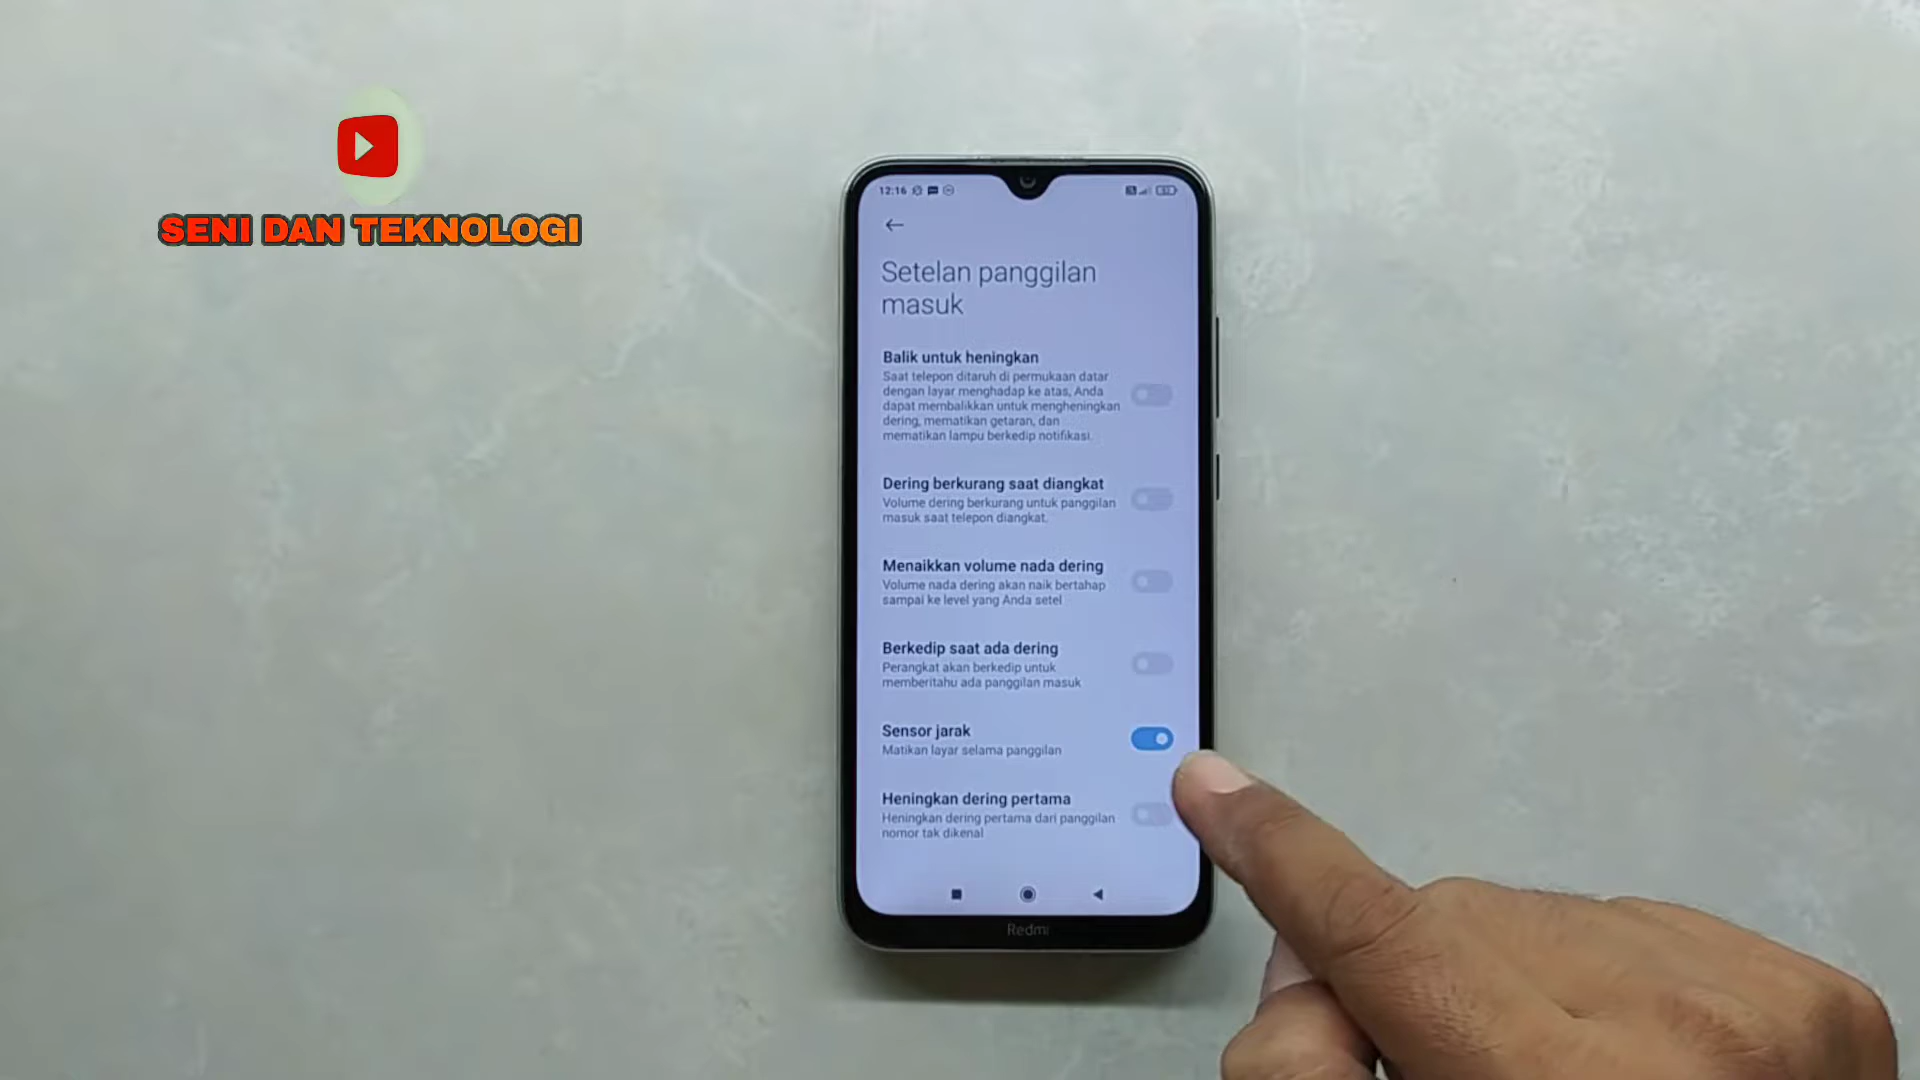 SENI DAN TEKNOLOGI
12:16
Setelan panggilan
masuk
Balik untuk heningkan
Saat telepon ditaruh di permukaan datar
dengan layar menghadap ke atas, Anda
dapat membalikkan untuk mengheningkan
dering, mematikan getaran, dan
mematikan lampu berkedip notifikasi.
Dering berkurang saat diangkat
Volume dering berkurang untuk panggilan
masuk saat telepon diangkat.
Menaikkan volume nada dering
Volume nada dering akan naik bertahap
sampai ke level yang Anda setel
Berkedip saat ada dering
Perangkat akan berkedip untuk
memberitahu ada panggilan masuk
Sensor jarak
Matikan layar selama panggilan
Heningkan dering pertama
Heningkan dering pertama dari panggilan
nomor tak dikenal
Redmi